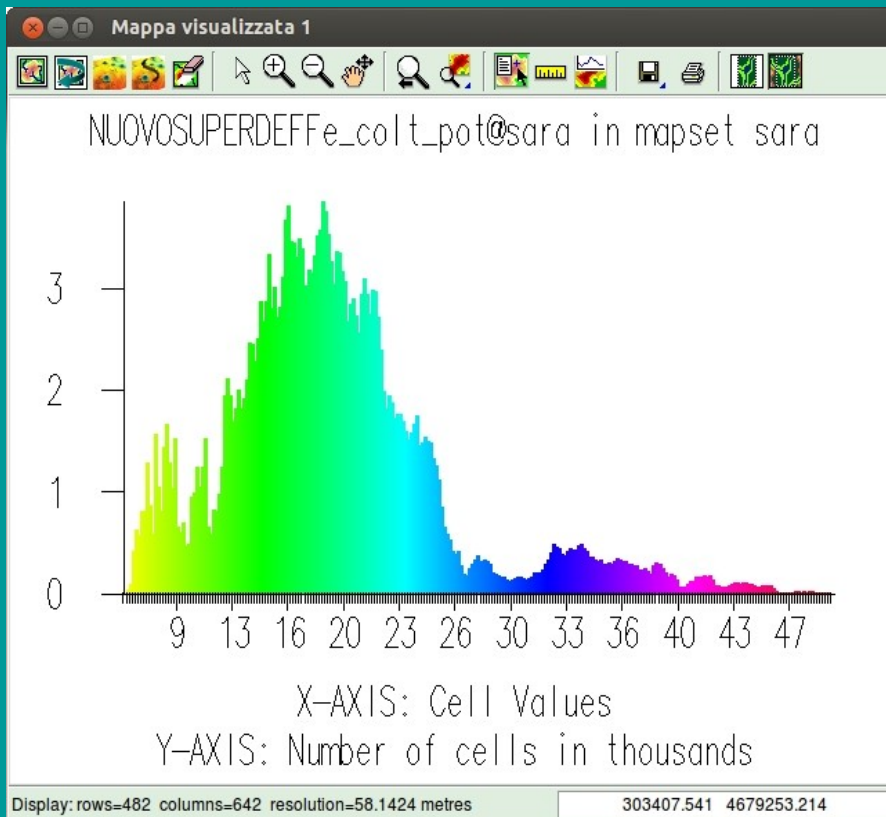 Mappa visualizzata 1
NUOVOSUPERDEFFe_colt_pot@sara in mapset sara
3
2
1
0
9 13 16 20 23 26 30 33 36 40 43 47
X-AXIS: Cell Values
Y-AXIS: Number of cells in thousands
Display: rows=482 columns=642 resolution=58.1424 metres
303407.541 4679253.214